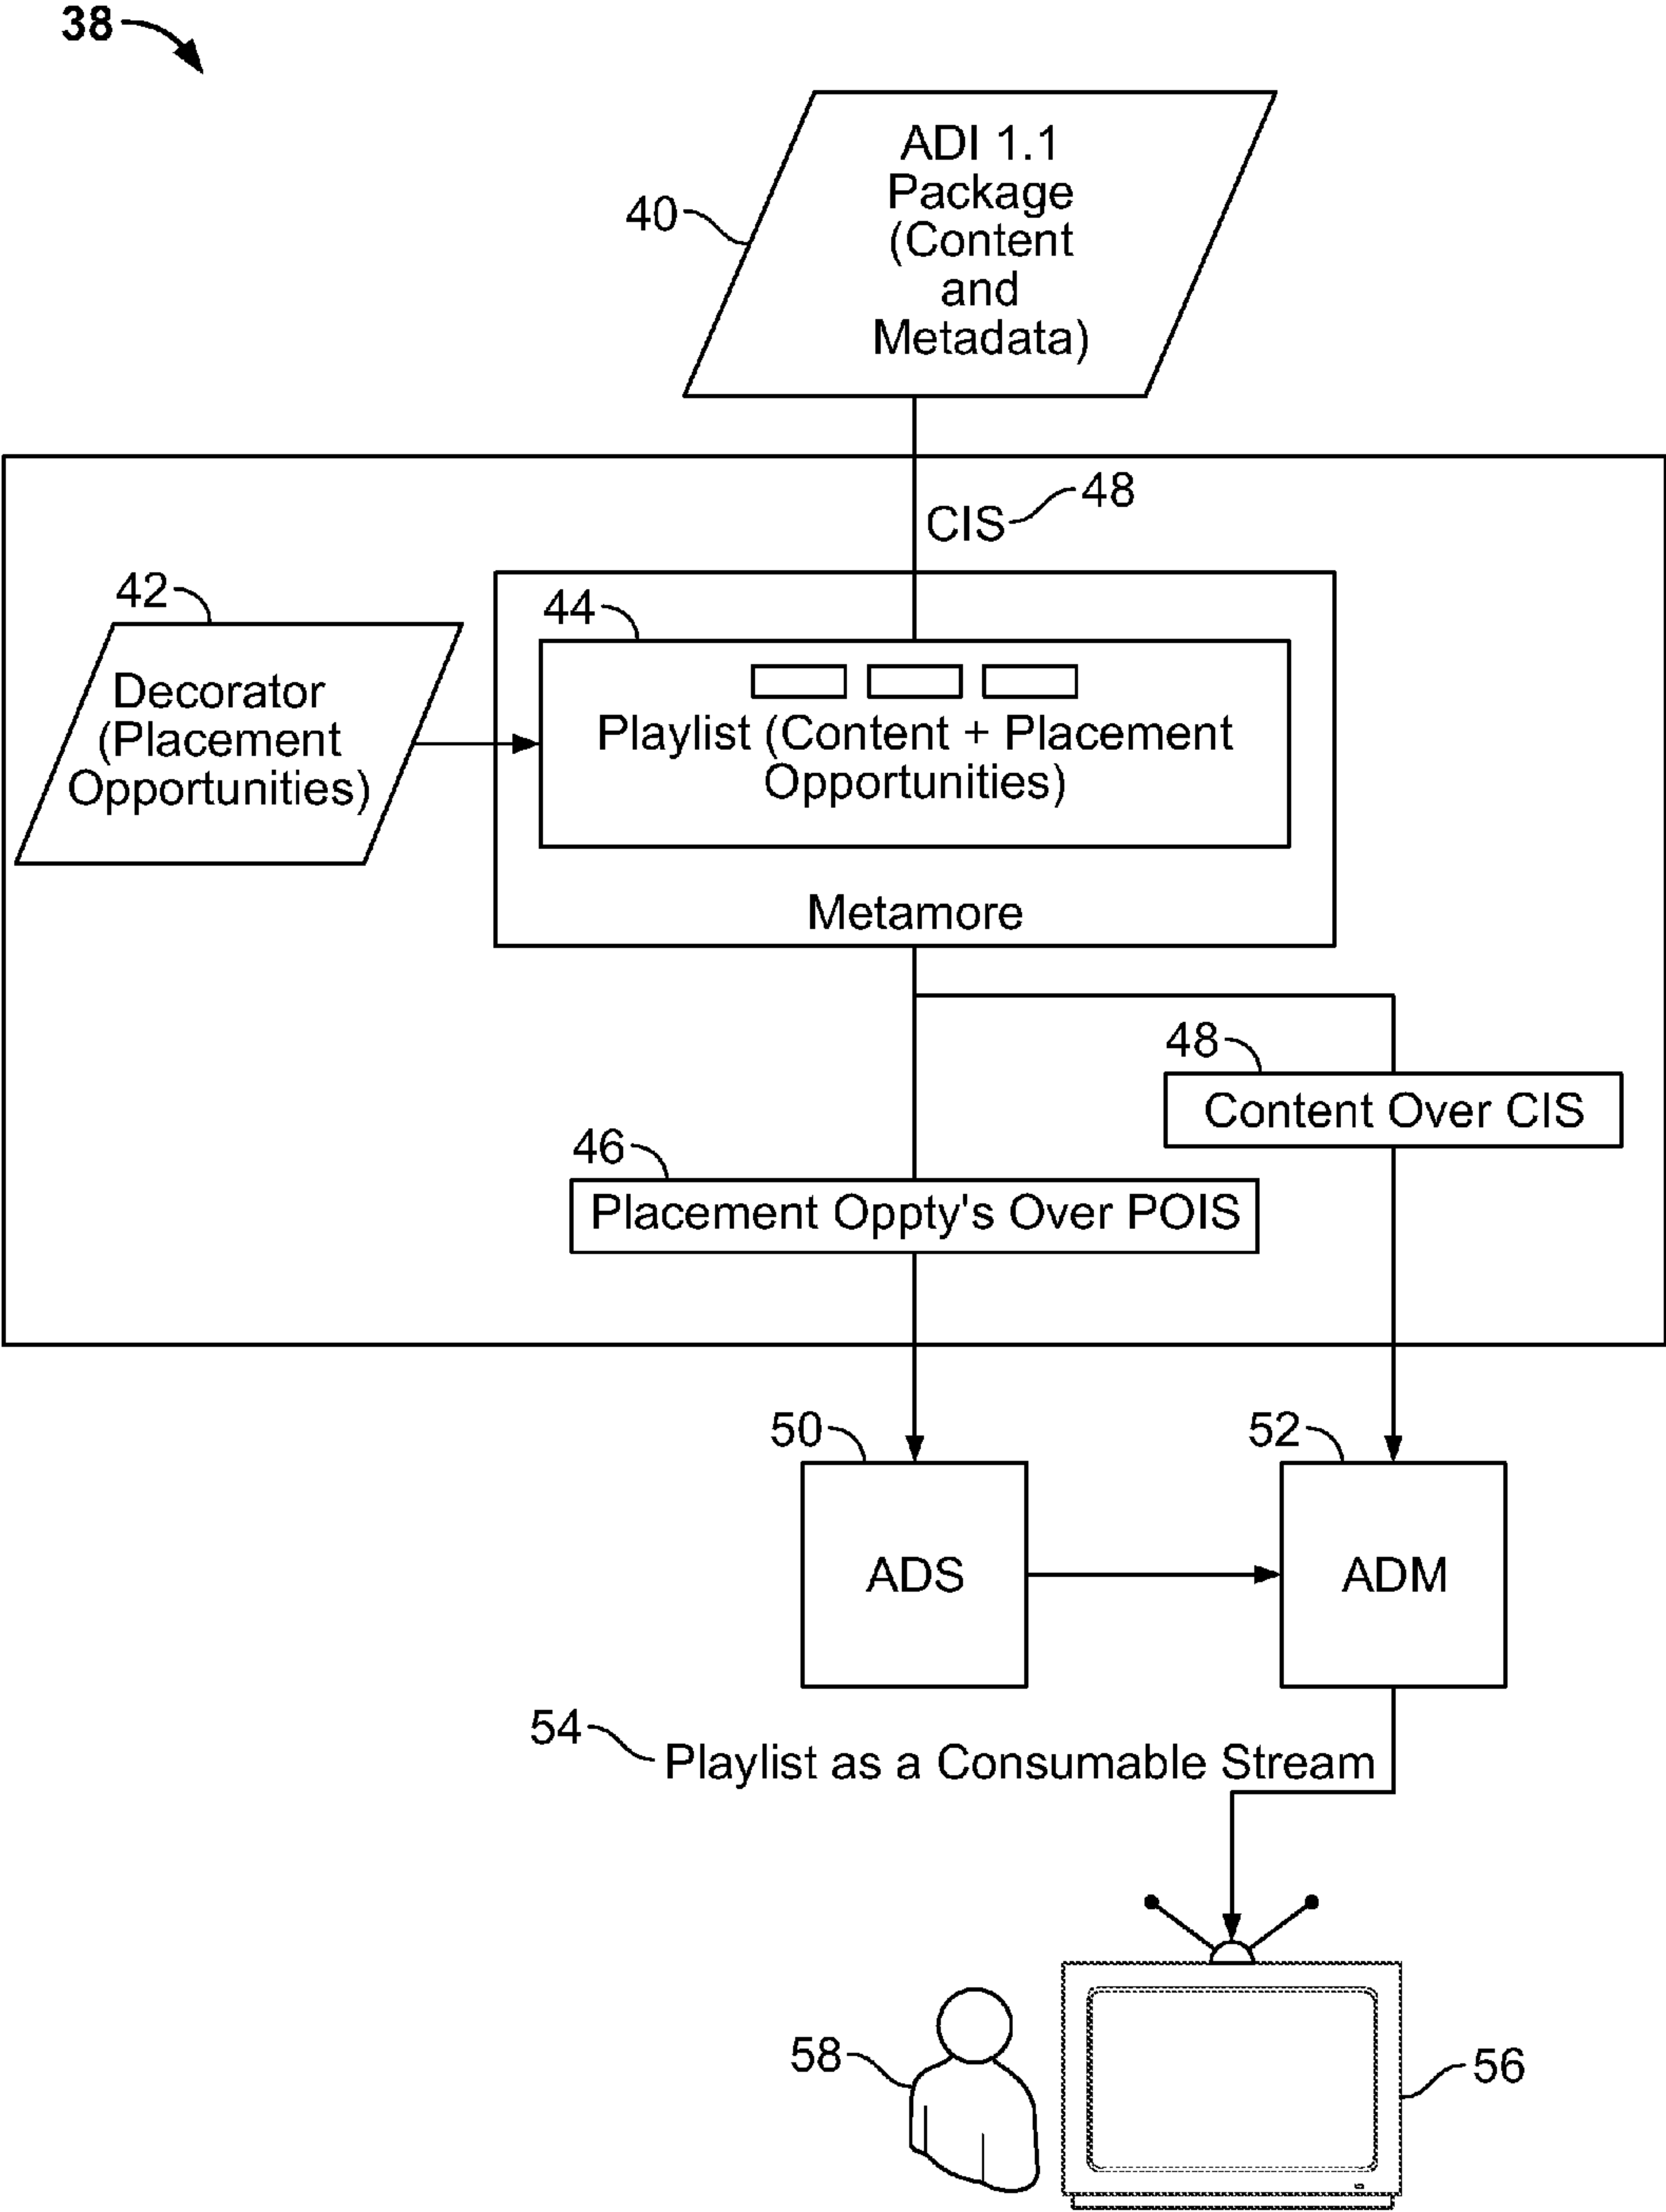 38
ADI 1.1
Package
(Content
and
Metadata)
40
CIS
48
42
Decorator
(Placement
Opportunities)
44
Playlist (Content + Placement
Opportunities)
Metamore
48
Content Over CIS
46
Placement Oppty's Over POIS
50
ADS
52
ADM
54
Playlist as a Consumable Stream
58
56